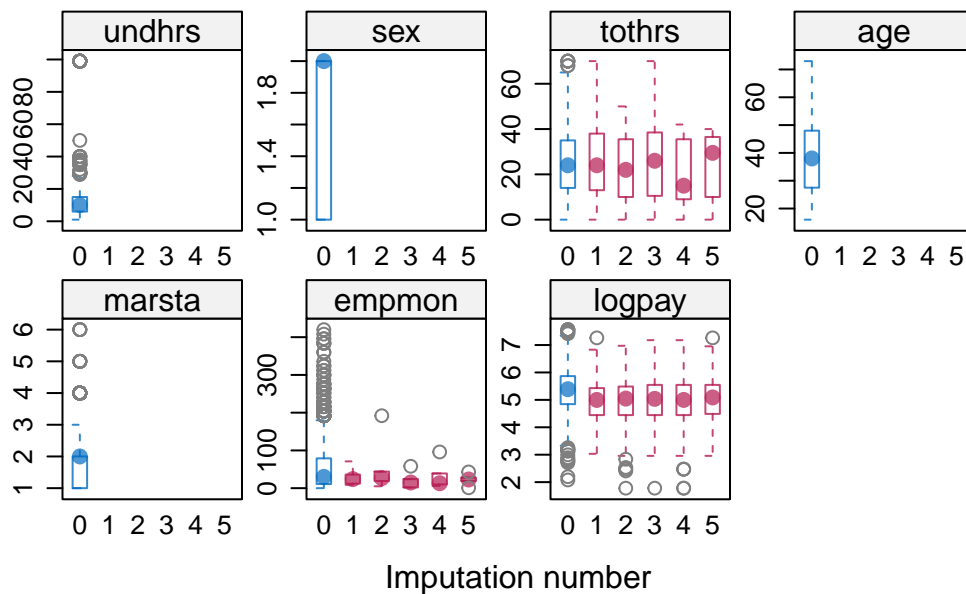 undhrs sex tothrs age
0 20 40 60 80
1.0 1.4 1.8
0 20 40 60
20 40 60
0 1 2 3 4 5 0 1 2 3 4 5 0 1 2 3 4 5 0 1 2 3 4 5
marsta empmon logpay
1 2 3 4 5 6
0 100 300
2 3 4 5 6 7
0 1 2 3 4 5 0 1 2 3 4 5 0 1 2 3 4 5
Imputation number